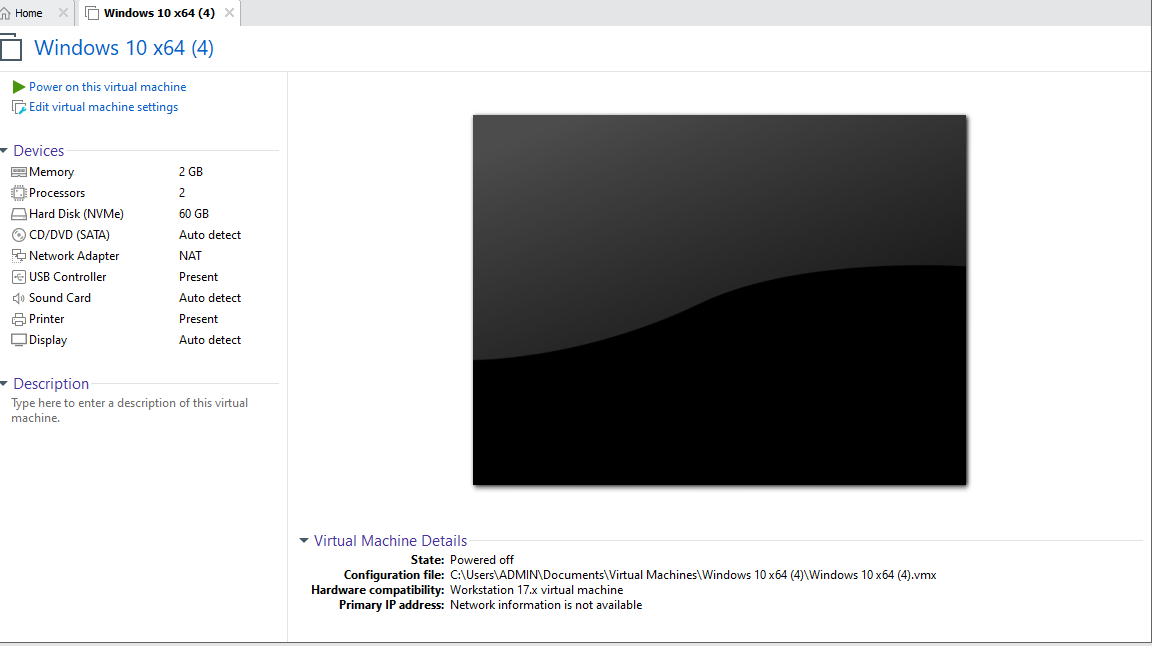 Home
Windows 10 x64 (4)
Windows 10 x64 (4)
Power on this virtual machine
Edit virtual machine settings
Devices
Memory 2 GB
Processors 2
Hard Disk (NVMe) 60 GB
CD/DVD (SATA) Auto detect
Network Adapter NAT
USB Controller Present
Sound Card Auto detect
Printer Present
Display Auto detect
Description
Type here to enter a description of this virtual
machine.
Virtual Machine Details
State: Powered off
Configuration file: C:\Users\ADMIN\Documents\Virtual Machines\Windows 10 x64 (4)\Windows 10 x64 (4).vmx
Hardware compatibility: Workstation 17.x virtual machine
Primary IP address: Network information is not available